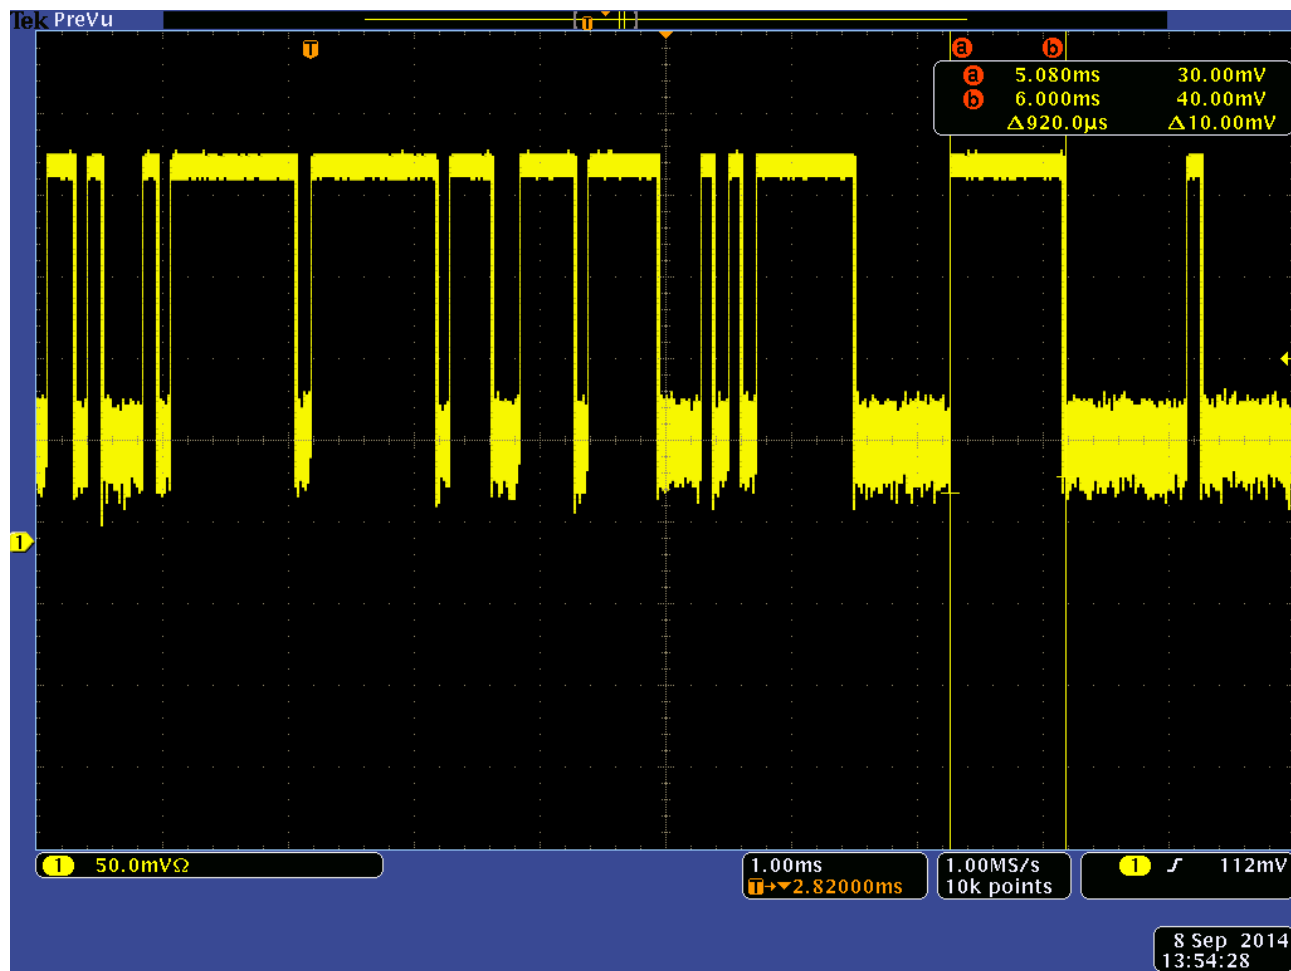 Tek PreVu
T
T
a b
a 5.080ms 30.00mV
b 6.000ms 40.00mV
Δ920.0µs Δ10.00mV
1
1 50.0mVΩ
1.00ms
T→▼2.82000ms
1.00MS/s
10k points
1 ʃ 112mV
8 Sep 2014
13:54:28